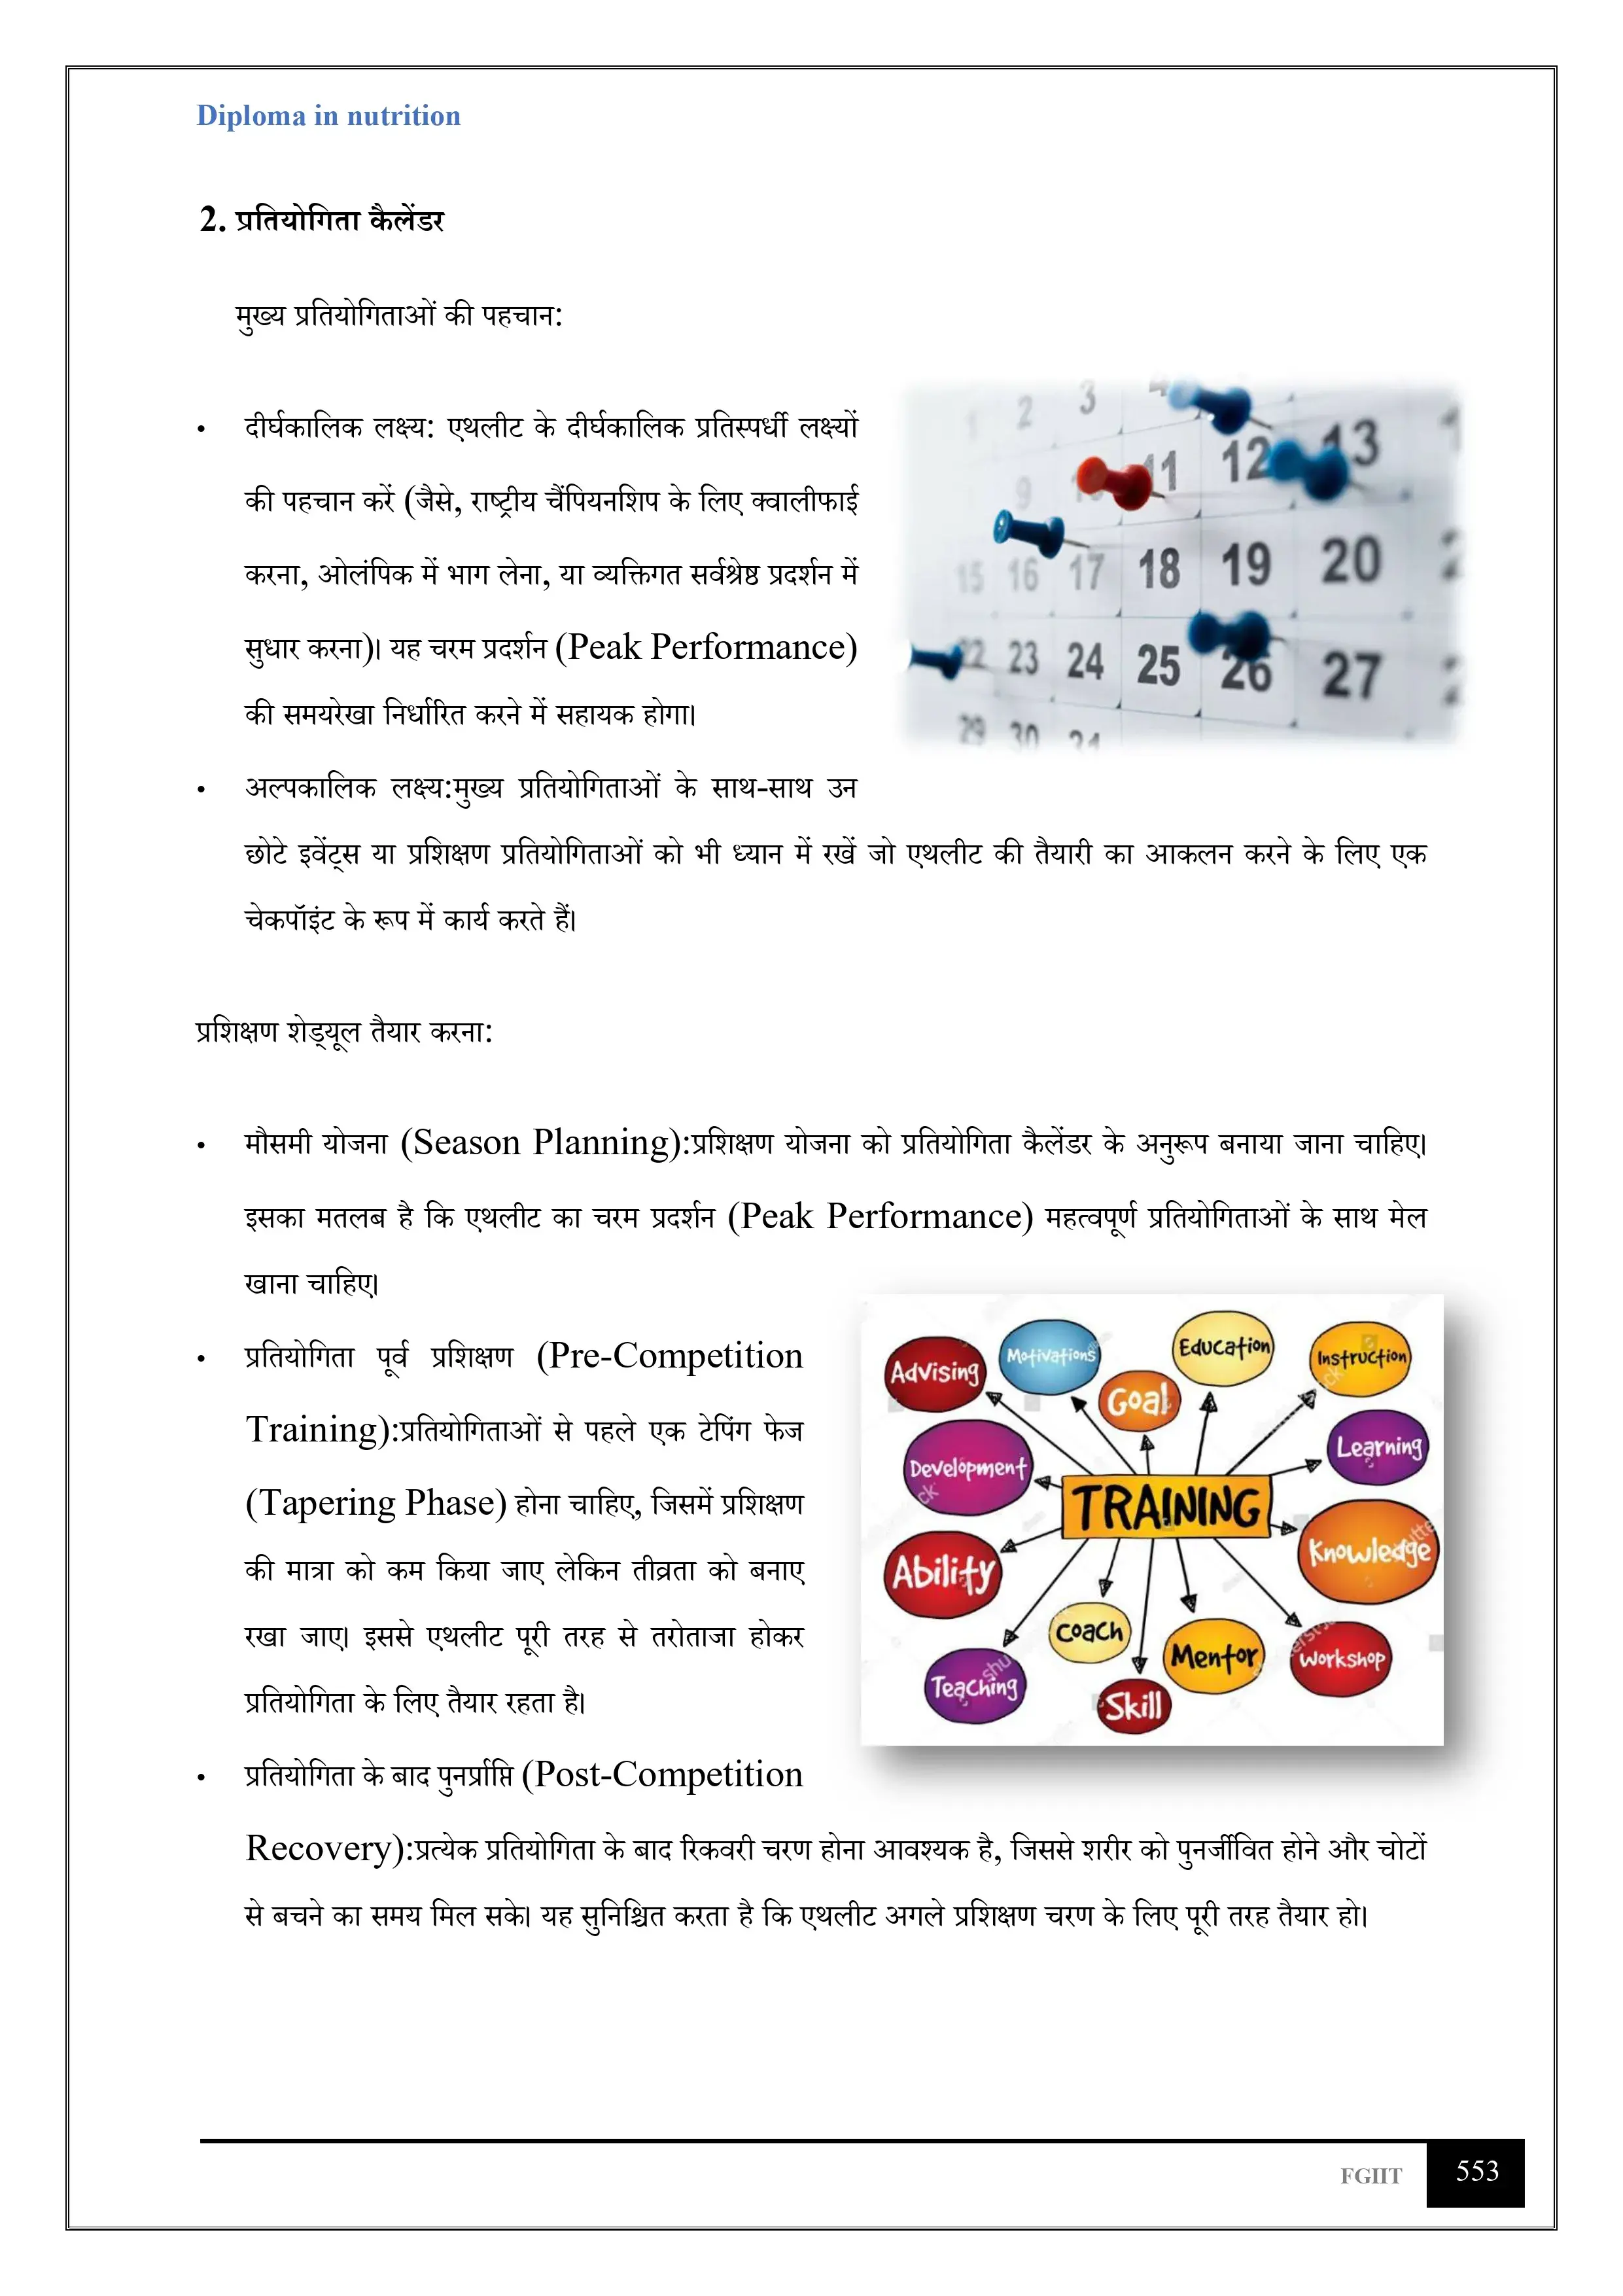 Diploma in nutrition
2. प्रतियोगिता कैलेंडर
मुख्य प्रतियोगिताओं की पहचान:
• दीर्घकालिक लक्ष्य: एथलीट के दीर्घकालिक प्रतिस्पर्धी लक्ष्यों
की पहचान करें (जैसे, राष्ट्रीय चैंपियनशिप के लिए क्वालीफाई
करना, ओलंपिक में भाग लेना, या व्यक्तिगत सर्वश्रेष्ठ प्रदर्शन में
सुधार करना)। यह चरम प्रदर्शन (Peak Performance)
की समयरेखा निर्धारित करने में सहायक होगा।
3
2
13
12
11
9
20
19
18
17
16
15
27
26
25
24
23
22
29
30
31
• अल्पकालिक लक्ष्य:मुख्य प्रतियोगिताओं के साथ-साथ उन
छोटे इवेंट्स या प्रशिक्षण प्रतियोगिताओं को भी ध्यान में रखें जो एथलीट की तैयारी का आकलन करने के लिए एक
चेकपॉइंट के रूप में कार्य करते हैं।
प्रशिक्षण शेड्यूल तैयार करना:
• मौसमी योजना (Season Planning):प्रशिक्षण योजना को प्रतियोगिता कैलेंडर के अनुरूप बनाया जाना चाहिए।
इसका मतलब है कि एथलीट का चरम प्रदर्शन (Peak Performance) महत्वपूर्ण प्रतियोगिताओं के साथ मेल
खाना चाहिए।
• प्रतियोगिता पूर्व प्रशिक्षण (Pre-Competition
Training):प्रतियोगिताओं से पहले एक टेपिंग फेज
(Tapering Phase) होना चाहिए, जिसमें प्रशिक्षण
की मात्रा को कम किया जाए लेकिन तीव्रता को बनाए
रखा जाए। इससे एथलीट पूरी तरह से तरोताजा होकर
प्रतियोगिता के लिए तैयार रहता है।
Advising
Motivations
Education
Instruction
Goal
Development
Learning
TRAINING
Ability
Knowledge
Coach
Mentor
Workshop
Teaching
Skill
• प्रतियोगिता के बाद पुनर्प्राप्ति (Post-Competition
Recovery):प्रत्येक प्रतियोगिता के बाद रिकवरी चरण होना आवश्यक है, जिससे शरीर को पुनर्जीवित होने और चोटों
से बचने का समय मिल सके। यह सुनिश्चित करता है कि एथलीट अगले प्रशिक्षण चरण के लिए पूरी तरह तैयार हो।
FGIIT 553